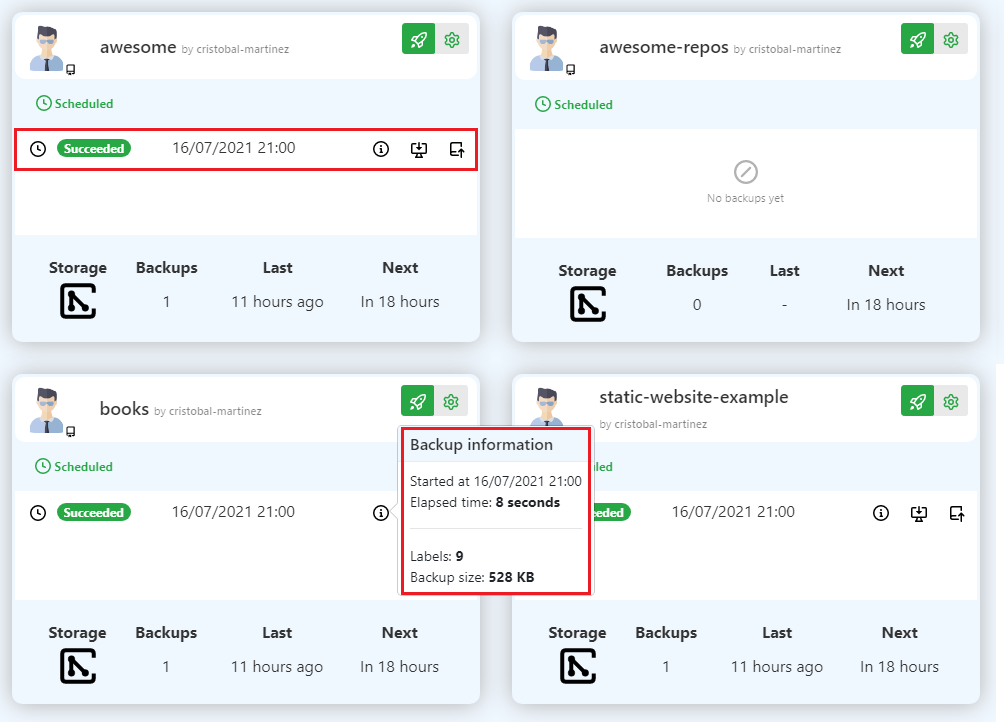 awesome by cristobal-martinez
Scheduled
Succeeded 16/07/2021 21:00
Storage Backups Last Next
1 11 hours ago In 18 hours
awesome-repos by cristobal-martinez
Scheduled
No backups yet
Storage Backups Last Next
0 - In 18 hours
books by cristobal-martinez
Scheduled
Succeeded 16/07/2021 21:00
Backup information
Started at 16/07/2021 21:00
Elapsed time: 8 seconds
Labels: 9
Backup size: 528 KB
Storage Backups Last Next
1 11 hours ago In 18 hours
static-website-example
by cristobal-martinez
led
eeded 16/07/2021 21:00
Storage Backups Last Next
1 11 hours ago In 18 hours